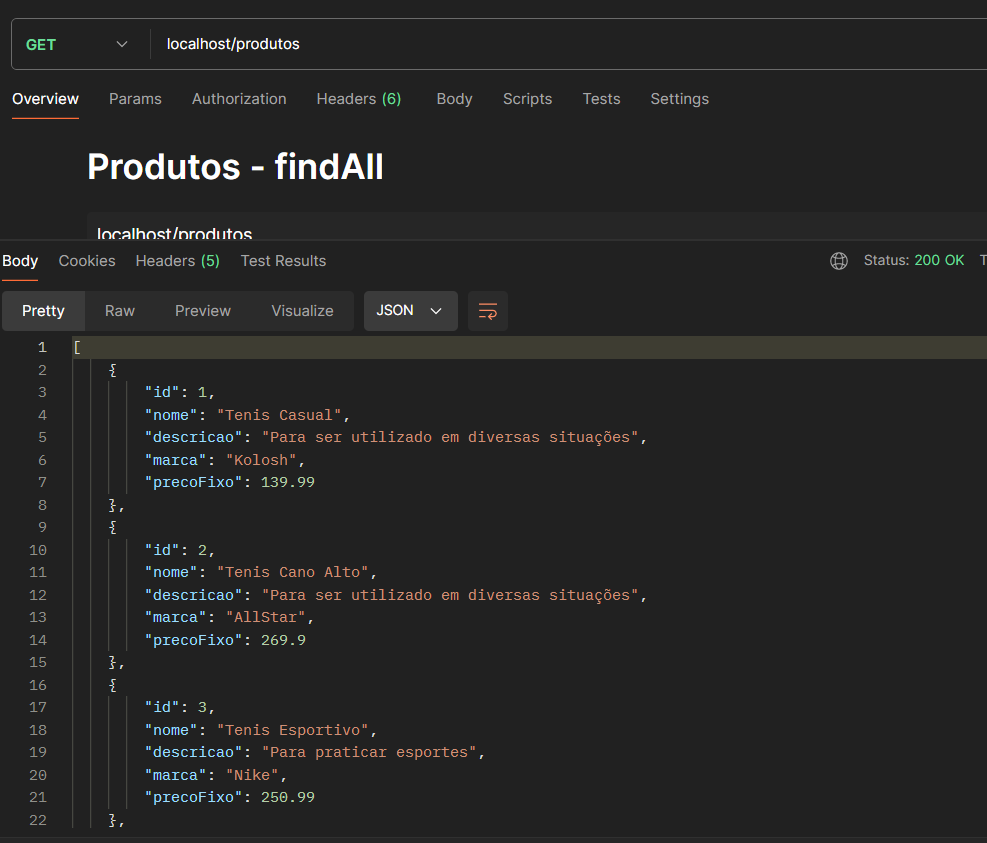 GET localhost/produtos
Overview Params Authorization Headers (6) Body Scripts Tests Settings
Produtos - findAll
localhost/produtos
Body Cookies Headers (5) Test Results Status: 200 OK T
Pretty Raw Preview Visualize JSON
1 [
2 {
3 "id": 1,
4 "nome": "Tenis Casual",
5 "descricao": "Para ser utilizado em diversas situações",
6 "marca": "Kolosh",
7 "precoFixo": 139.99
8 },
9 {
10 "id": 2,
11 "nome": "Tenis Cano Alto",
12 "descricao": "Para ser utilizado em diversas situações",
13 "marca": "AllStar",
14 "precoFixo": 269.9
15 },
16 {
17 "id": 3,
18 "nome": "Tenis Esportivo",
19 "descricao": "Para praticar esportes",
20 "marca": "Nike",
21 "precoFixo": 250.99
22 },